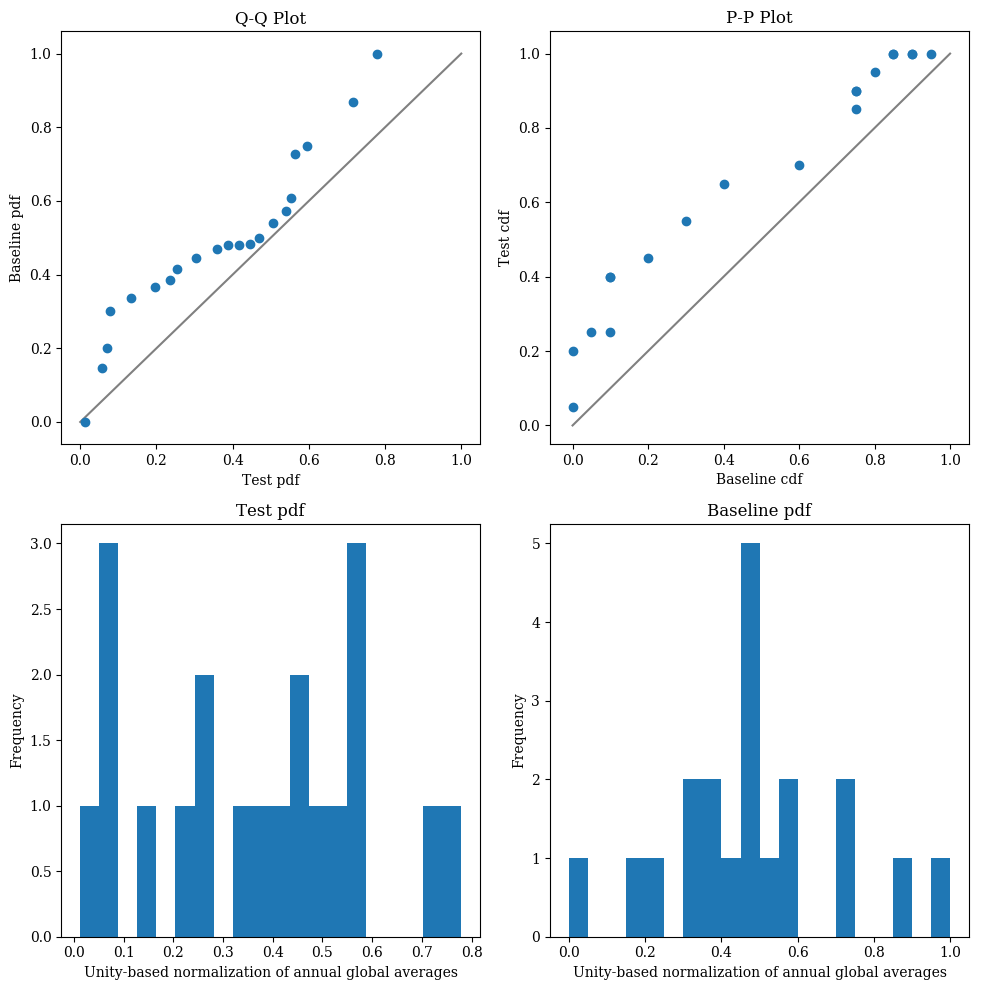 Q-Q Plot
1.0
0.8
0.6
0.4
0.2
0.0
Baseline pdf
0.0 0.2 0.4 0.6 0.8 1.0
Test pdf
P-P Plot
1.0
0.8
0.6
0.4
0.2
0.0
Test cdf
0.0 0.2 0.4 0.6 0.8 1.0
Baseline cdf
Test pdf
3.0
2.5
2.0
1.5
1.0
0.5
0.0
Frequency
0.0 0.1 0.2 0.3 0.4 0.5 0.6 0.7 0.8
Unity-based normalization of annual global averages
Baseline pdf
5
4
3
2
1
0
Frequency
0.0 0.2 0.4 0.6 0.8 1.0
Unity-based normalization of annual global averages